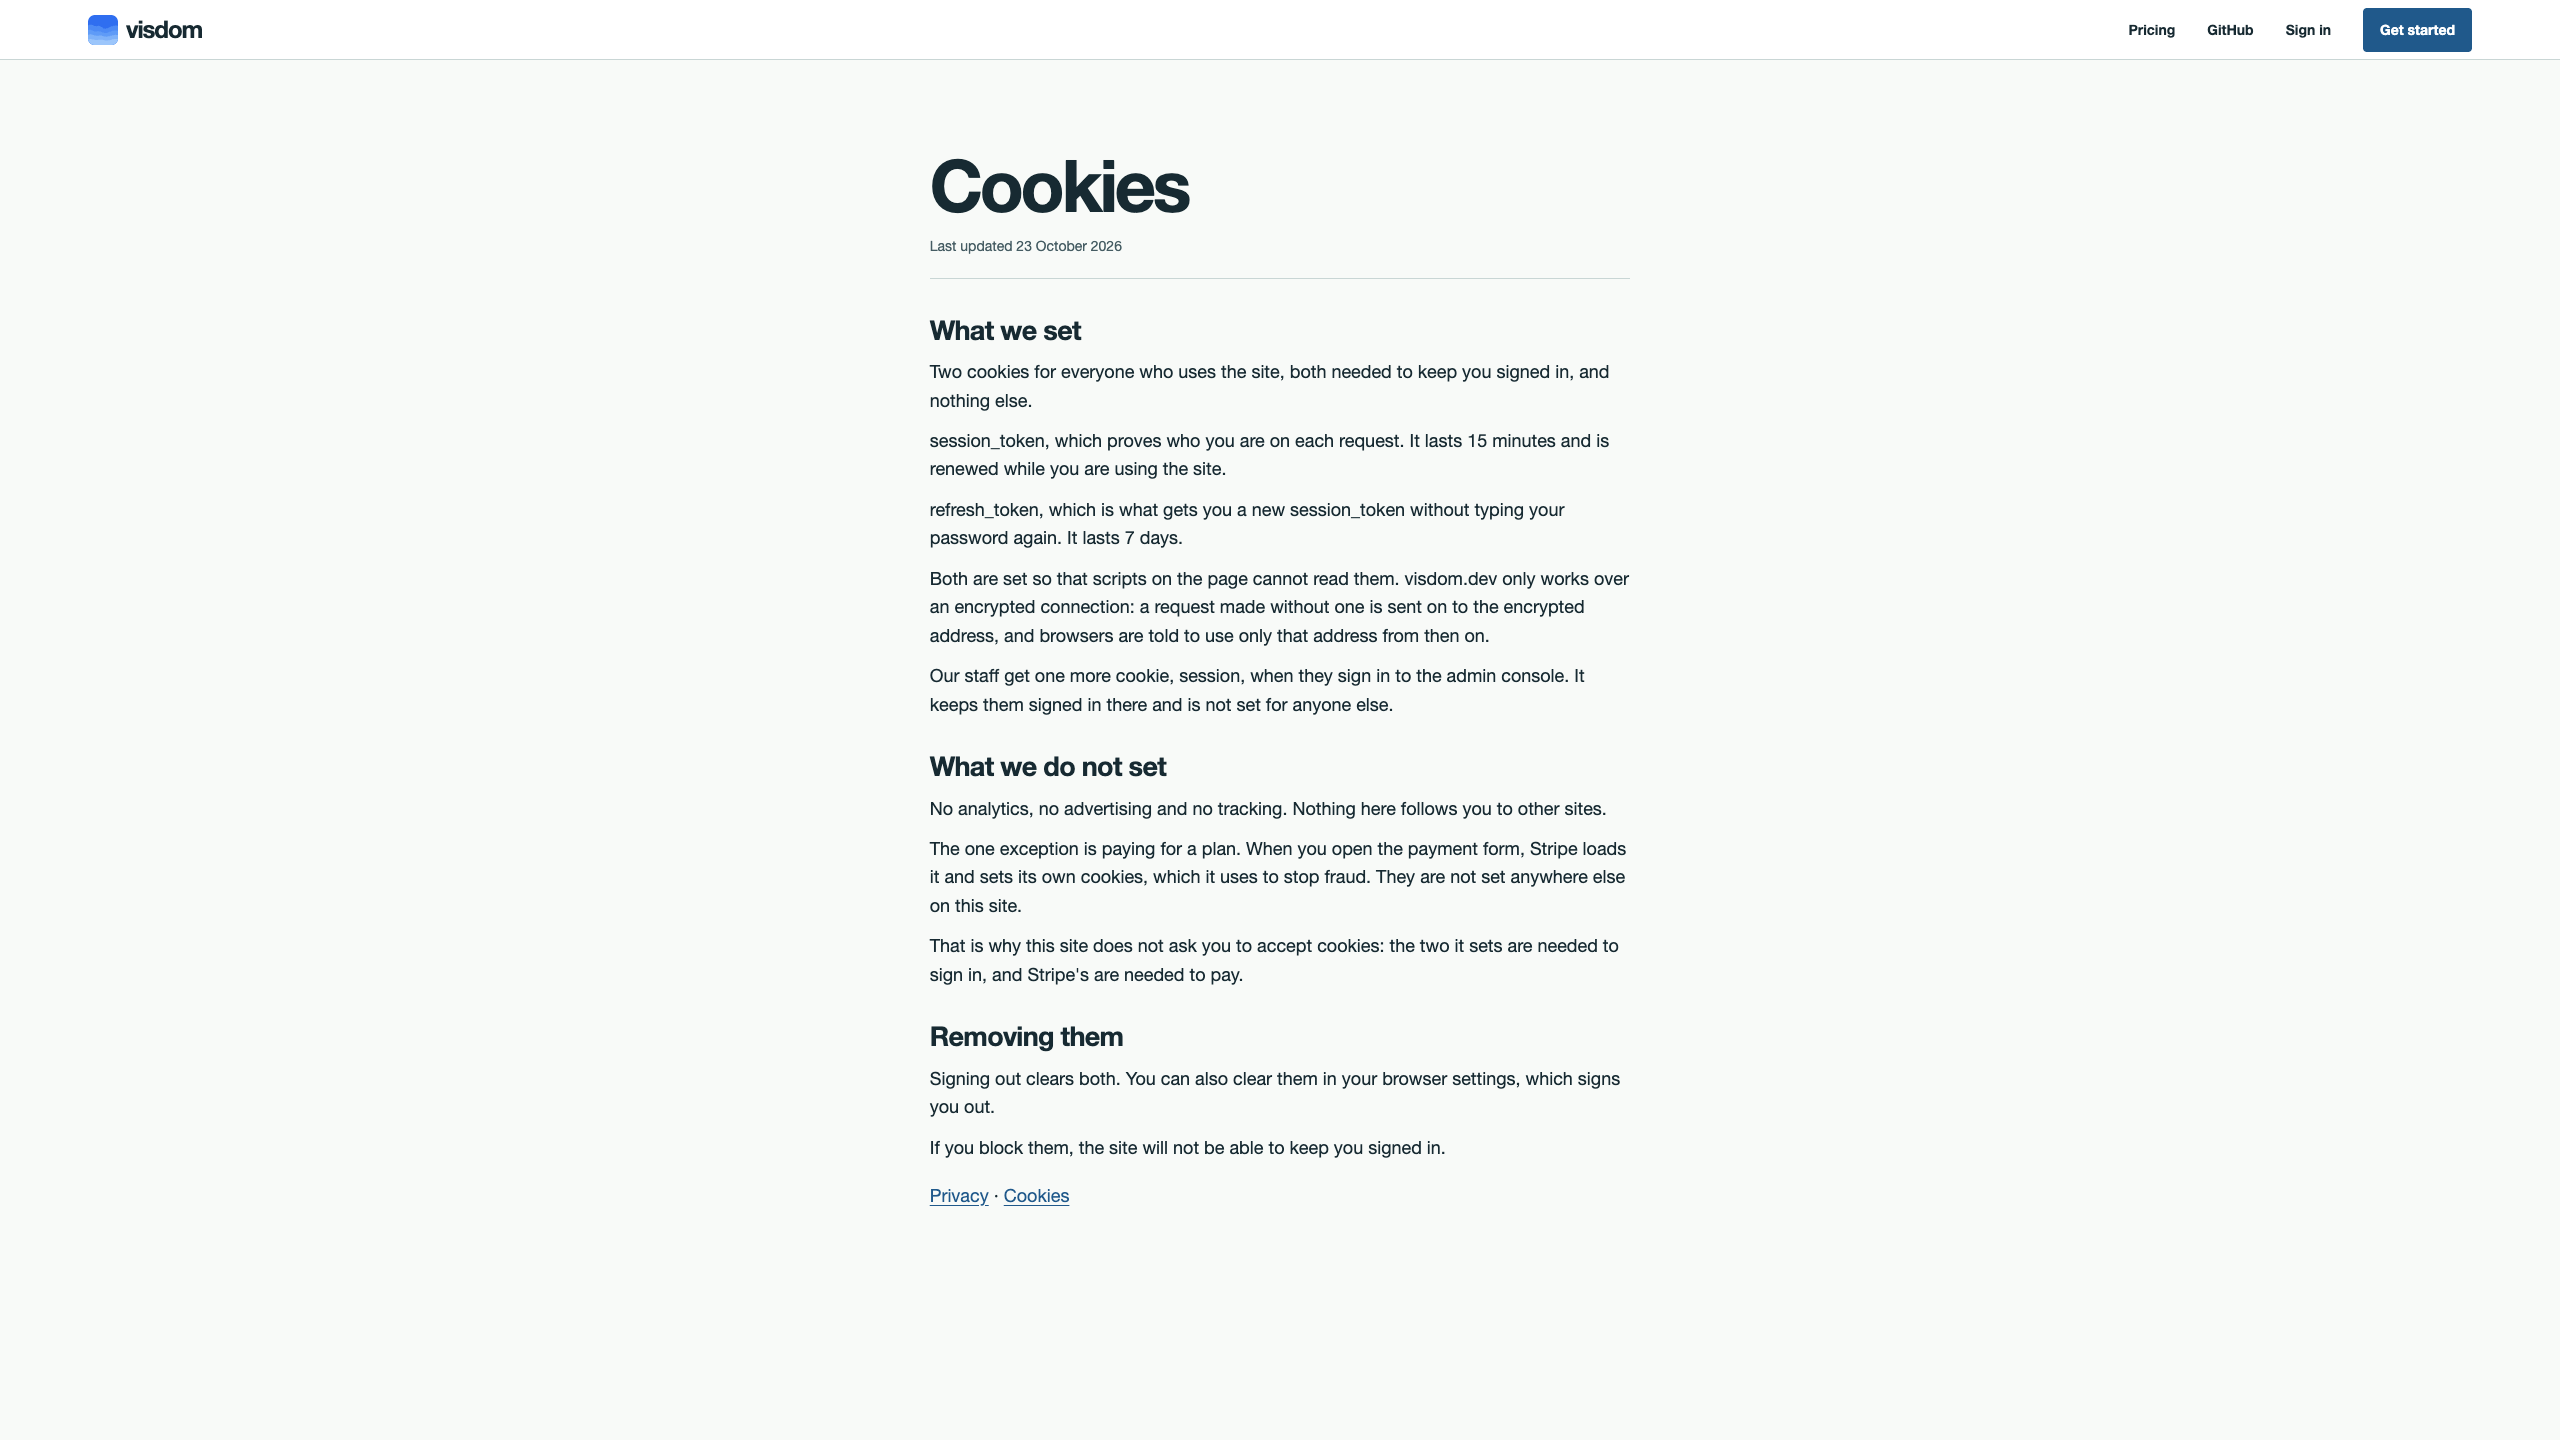 visdom
Pricing
GitHub
Sign in
Get started
Cookies
Last updated 23 October 2026
What we set
Two cookies for everyone who uses the site, both needed to keep you signed in, and
nothing else.
session_token, which proves who you are on each request. It lasts 15 minutes and is
renewed while you are using the site.
refresh_token, which is what gets you a new session_token without typing your
password again. It lasts 7 days.
Both are set so that scripts on the page cannot read them. visdom.dev only works over
an encrypted connection: a request made without one is sent on to the encrypted
address, and browsers are told to use only that address from then on.
Our staff get one more cookie, session, when they sign in to the admin console. It
keeps them signed in there and is not set for anyone else.
What we do not set
No analytics, no advertising and no tracking. Nothing here follows you to other sites.
The one exception is paying for a plan. When you open the payment form, Stripe loads
it and sets its own cookies, which it uses to stop fraud. They are not set anywhere else
on this site.
That is why this site does not ask you to accept cookies: the two it sets are needed to
sign in, and Stripe's are needed to pay.
Removing them
Signing out clears both. You can also clear them in your browser settings, which signs
you out.
If you block them, the site will not be able to keep you signed in.
Privacy · Cookies